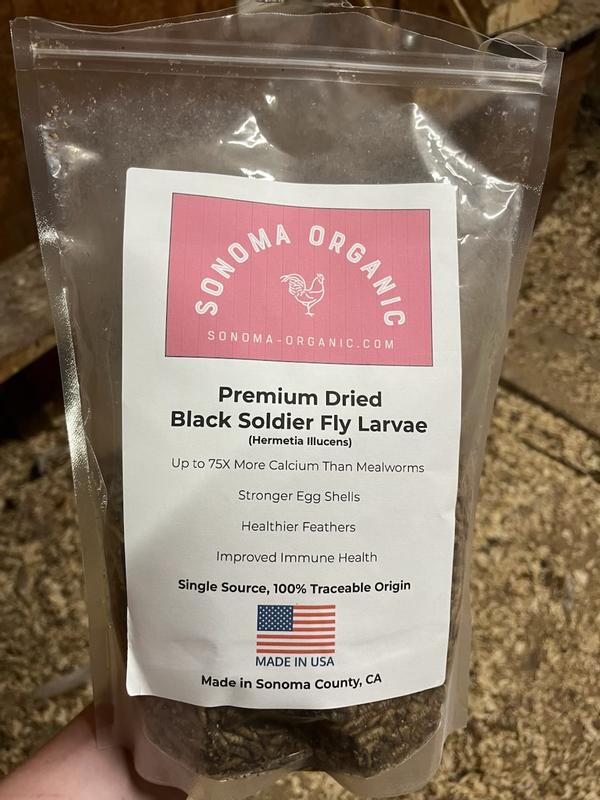 SONOMA ORGANIC
SONOMA-ORGANIC.COM
Premium Dried
Black Soldier Fly Larvae
(Hermetia Illucens)
Up to 75X More Calcium Than Mealworms
Stronger Egg Shells
Healthier Feathers
Improved Immune Health
Single Source, 100% Traceable Origin
MADE IN USA
Made in Sonoma County, CA